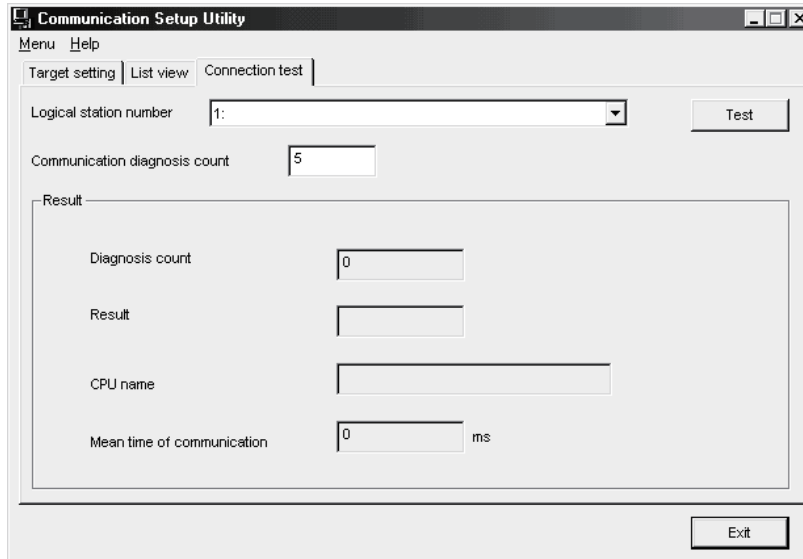 Communication Setup Utility
Menu Help
Target setting List view Connection test
Logical station number 1: Test
Communication diagnosis count 5
Result
Diagnosis count 0
Result
CPU name
Mean time of communication 0 ms
Exit